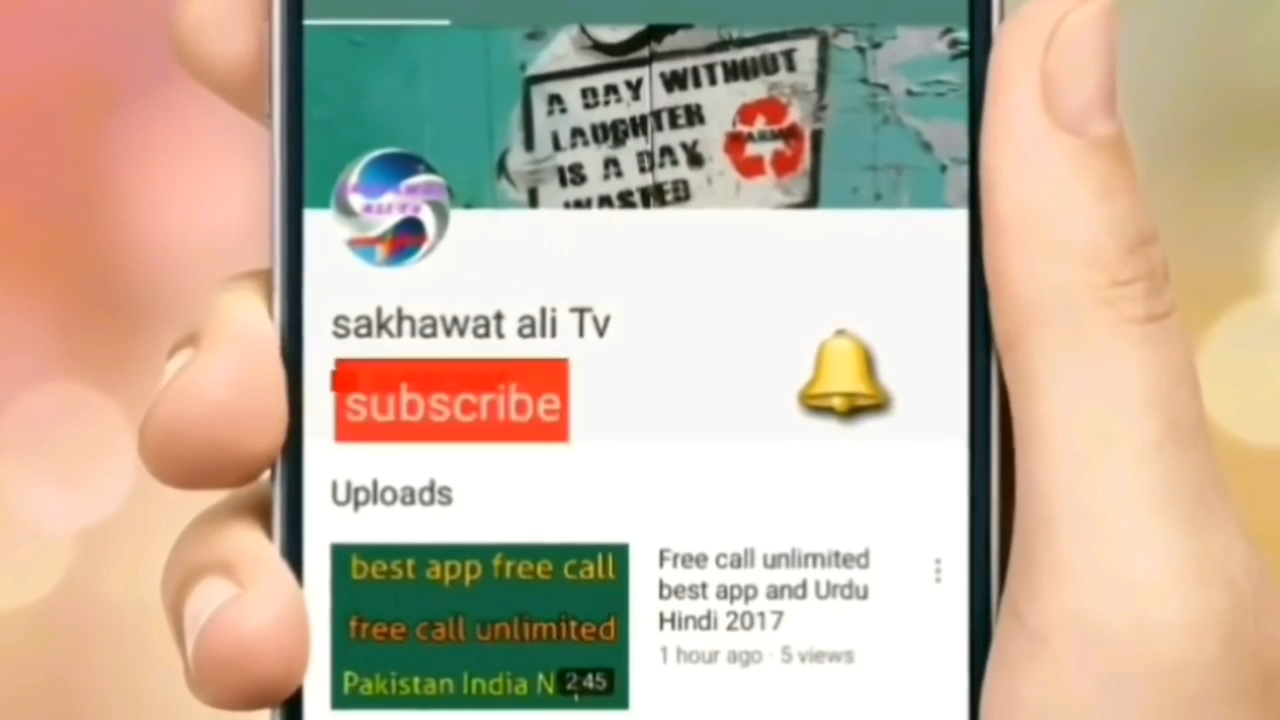 A DAY WITHOUT
LAUGHTER
IS A DAY
WASTED
sakhawat ali Tv
subscribe
Uploads
best app free call
free call unlimited
Pakistan India N
2:45
Free call unlimited
best app and Urdu
Hindi 2017
1 hour ago · 5 views